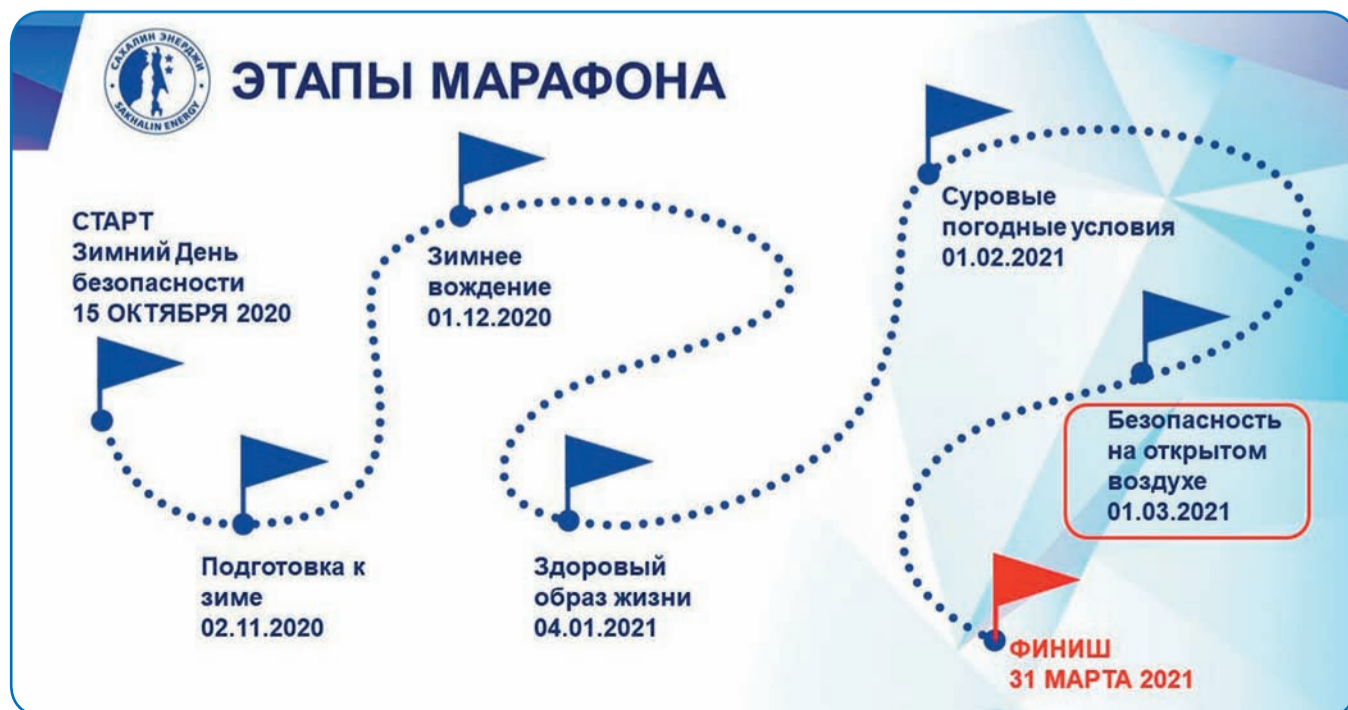 САХАЛИН ЭНЕРДЖИ
SAKHALIN ENERGY
ЭТАПЫ МАРАФОНА
СТАРТ
Зимний День
безопасности
15 ОКТЯБРЯ 2020
Подготовка к
зиме
02.11.2020
Зимнее
вождение
01.12.2020
Здоровый
образ жизни
04.01.2021
Суровые
погодные условия
01.02.2021
Безопасность
на открытом
воздухе
01.03.2021
ФИНИШ
31 МАРТА 2021